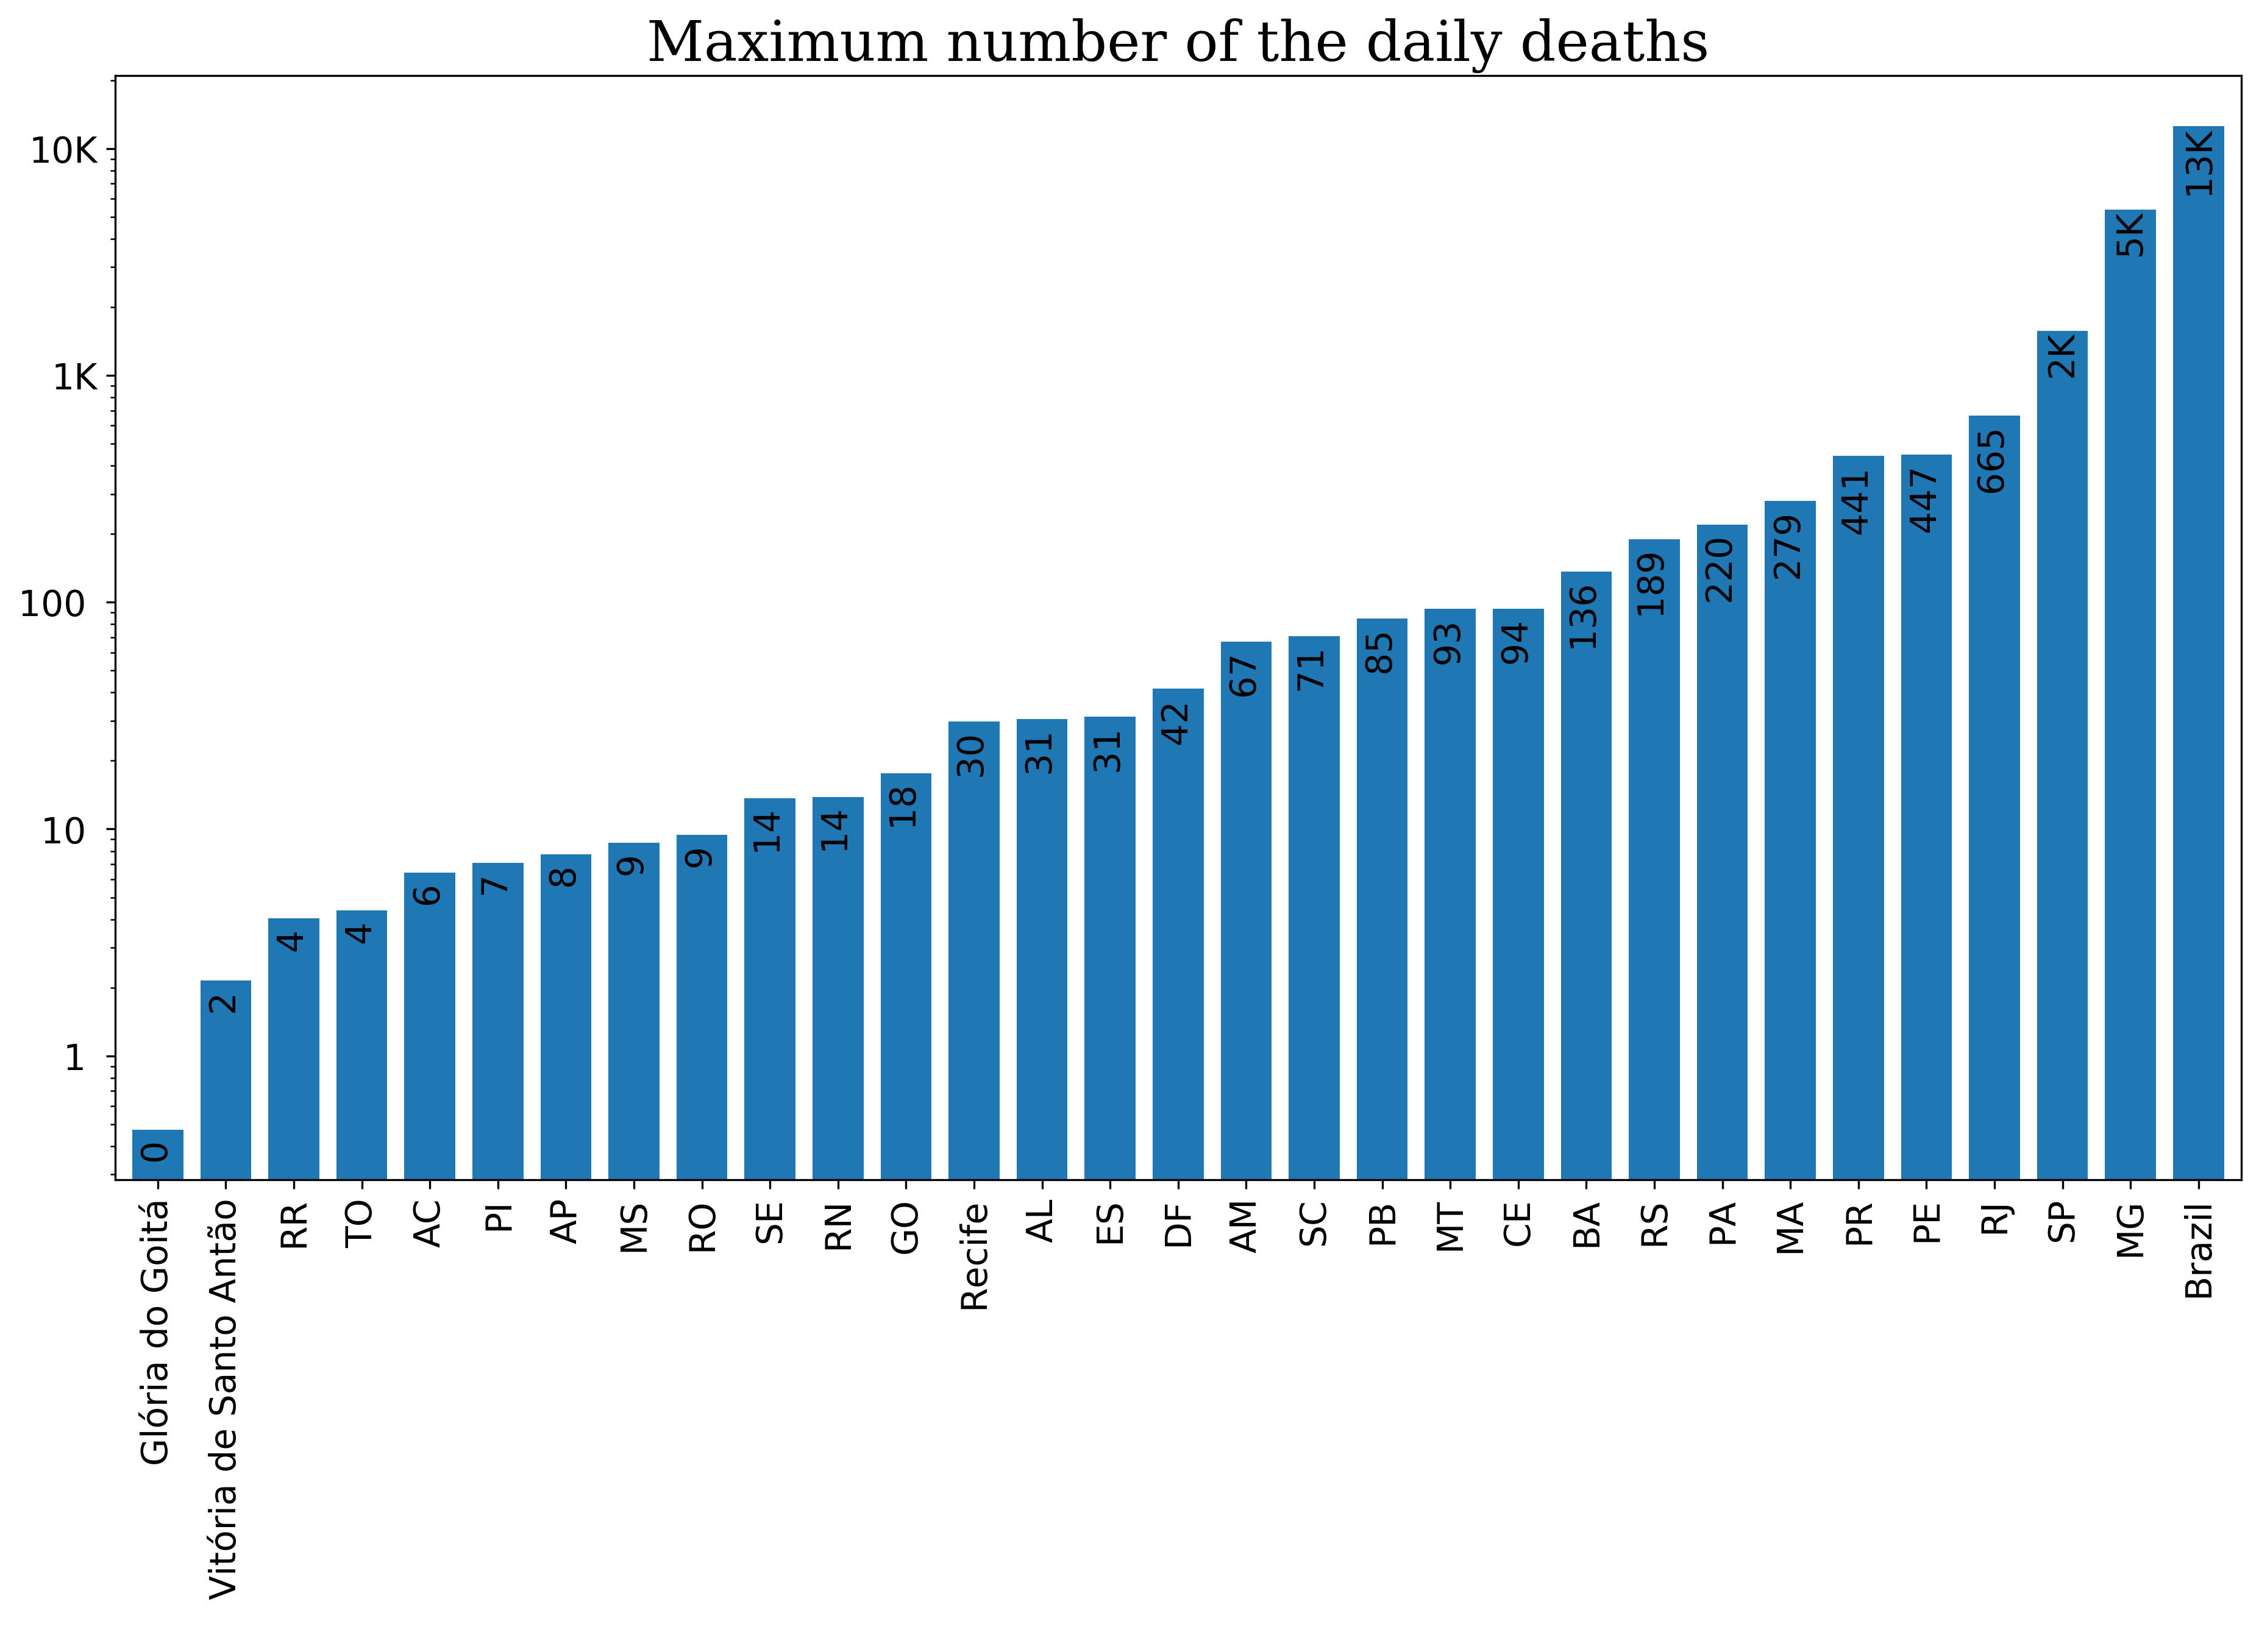 Maximum number of the daily deaths
10K
1K
100
10
1
0
2
4
4
6
7
8
9
9
14
14
18
30
31
31
42
67
71
85
93
94
136
189
220
279
441
447
665
2K
5K
13K
Glória do Goitá
Vitória de Santo Antão
RR
TO
AC
PI
AP
MS
RO
SE
RN
GO
Recife
AL
ES
DF
AM
SC
PB
MT
CE
BA
RS
PA
MA
PR
PE
RJ
SP
MG
Brazil